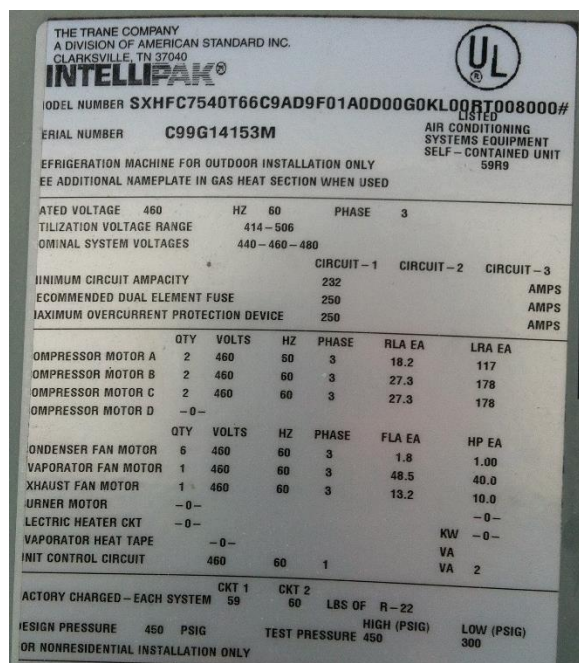 THE TRANE COMPANY
A DIVISION OF AMERICAN STANDARD INC.
CLARKSVILLE, TN 37040
INTELLIPAK®
UL ®
ODEL NUMBER SXHFC7540T66C9AD9F01A0D00G0KL00RT008000#
LISTED
AIR CONDITIONING
SYSTEMS EQUIPMENT
SELF-CONTAINED UNIT
59R9
ERIAL NUMBER C99G14153M
EFRIGERATION MACHINE FOR OUTDOOR INSTALLATION ONLY
EE ADDITIONAL NAMEPLATE IN GAS HEAT SECTION WHEN USED
ATED VOLTAGE 460 HZ 60 PHASE 3
TILIZATION VOLTAGE RANGE 414-506
OMINAL SYSTEM VOLTAGES 440-460-480
CIRCUIT-1 CIRCUIT-2 CIRCUIT-3
INIMUM CIRCUIT AMPACITY 232 AMPS
ECOMMENDED DUAL ELEMENT FUSE 250 AMPS
AXIMUM OVERCURRENT PROTECTION DEVICE 250 AMPS
QTY VOLTS HZ PHASE RLA EA LRA EA
OMPRESSOR MOTOR A 2 460 60 3 18.2 117
OMPRESSOR MOTOR B 2 460 60 3 27.3 178
OMPRESSOR MOTOR C 2 460 60 3 27.3 178
OMPRESSOR MOTOR D -0-
QTY VOLTS HZ PHASE FLA EA HP EA
ONDENSER FAN MOTOR 6 460 60 3 1.8 1.00
VAPORATOR FAN MOTOR 1 460 60 3 48.5 40.0
XHAUST FAN MOTOR 1 460 60 3 13.2 10.0
URNER MOTOR -0- -0-
LECTRIC HEATER CKT -0- KW -0-
VAPORATOR HEAT TAPE -0- VA
NIT CONTROL CIRCUIT 460 60 1 VA 2
CKT 1 CKT 2
ACTORY CHARGED-EACH SYSTEM 59 60 LBS OF R-22
HIGH (PSIG) LOW (PSIG)
ESIGN PRESSURE 450 PSIG TEST PRESSURE 450 300
OR NONRESIDENTIAL INSTALLATION ONLY